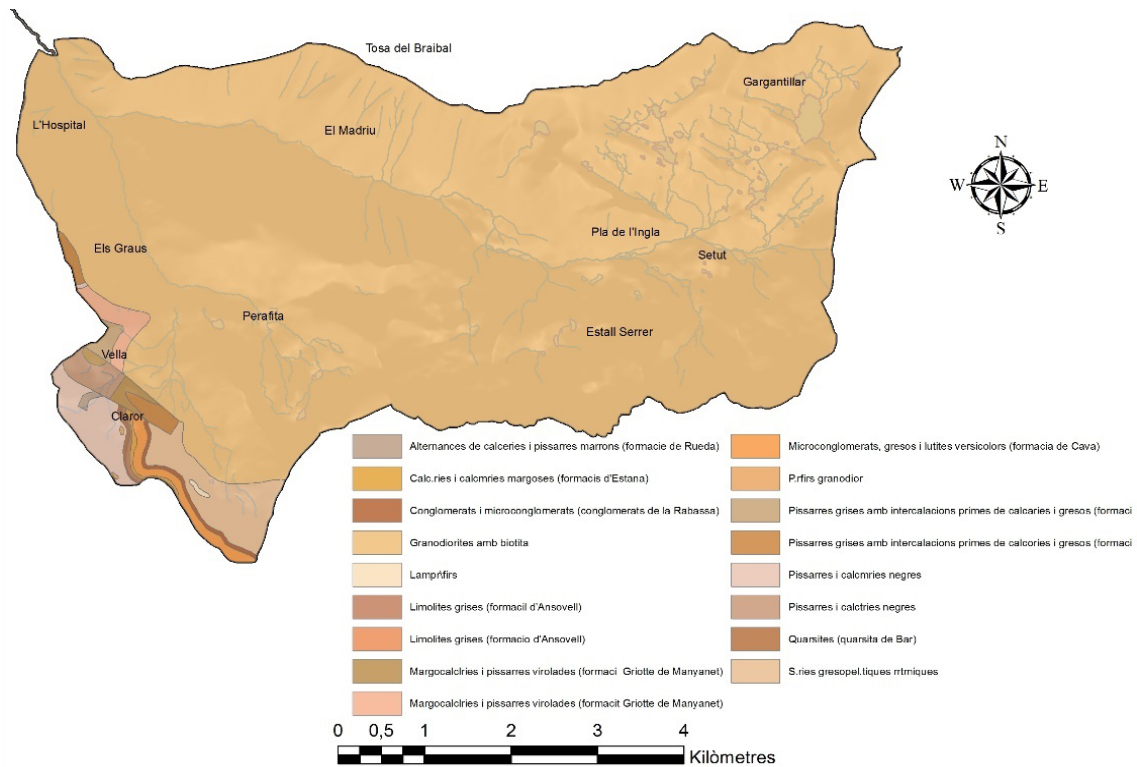 Tosa del Braibal
Gargantillar
L'Hospital
El Madriu
N
W
E
S
Pla de l'Ingla
Els Graus
Setut
Perafita
Estall Serrer
Vella
Claror
Alternances de calceries i pissarres marrons (formacie de Rueda)
Calc.ries i calcmries margoses (formacis d'Estana)
Conglomerats i microconglomerats (conglomerats de la Rabassa)
Granodiorites amb biotita
Lampṅfirs
Limolites grises (formacil d'Ansovell)
Limolites grises (formacio d'Ansovell)
Margocalclries i pissarres virolades (formaci Griotte de Manyanet)
Margocalclries i pissarres virolades (formacit Griotte de Manyanet)
Microconglomerats, gresos i lutites versicolors (formacia de Cava)
P.rfirs granodior
Pissarres grises amb intercalacions primes de calcaries i gresos (formaci
Pissarres grises amb intercalacions primes de calcories i gresos (formaci
Pissarres i calcmries negres
Pissarres i calctries negres
Quarsites (quarsita de Bar)
S.ries gresopel.tiques rrtmiques
0 0,5 1 2 3 4
Kilòmetres